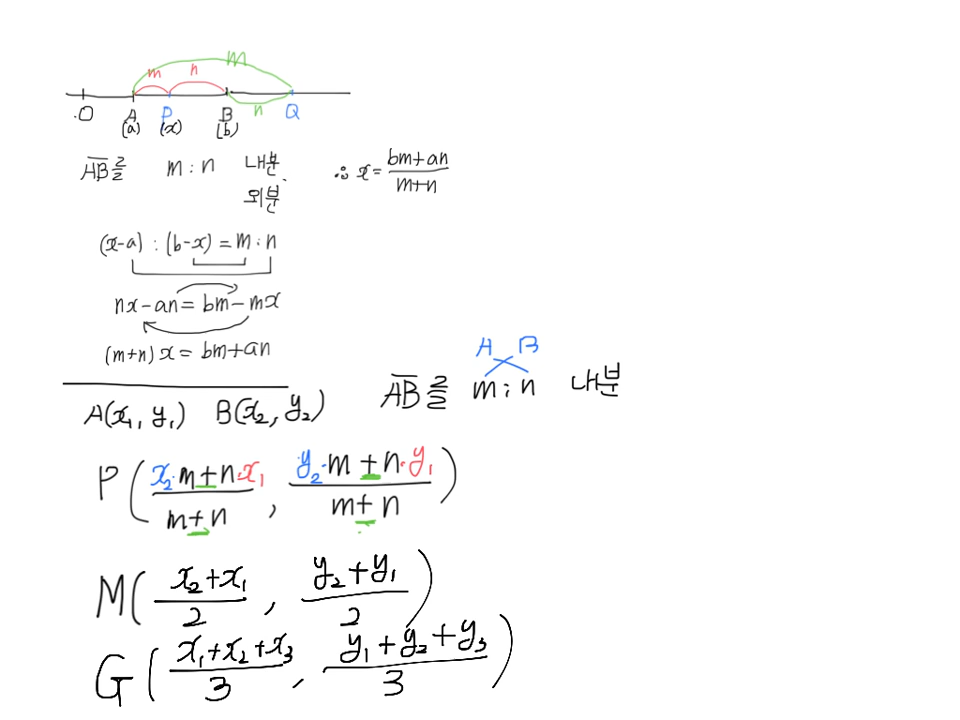 m
m n
n
O A P B Q
(a) (x) (b)
AB를 m : n 내분 ∴ x = (bm+an)/(m+n)
외분
(x-a) : (b-x) = m : n
nx - an = bm - mx
(m+n)x = bm + an
A B
AB를 m : n 내분
A(x₁, y₁) B(x₂, y₂)
P( (x₂·m+n·x₁)/(m+n) , (y₂·m+n·y₁)/(m+n) )
M( (x₂+x₁)/2 , (y₂+y₁)/2 )
G( (x₁+x₂+x₃)/3 , (y₁+y₂+y₃)/3 )